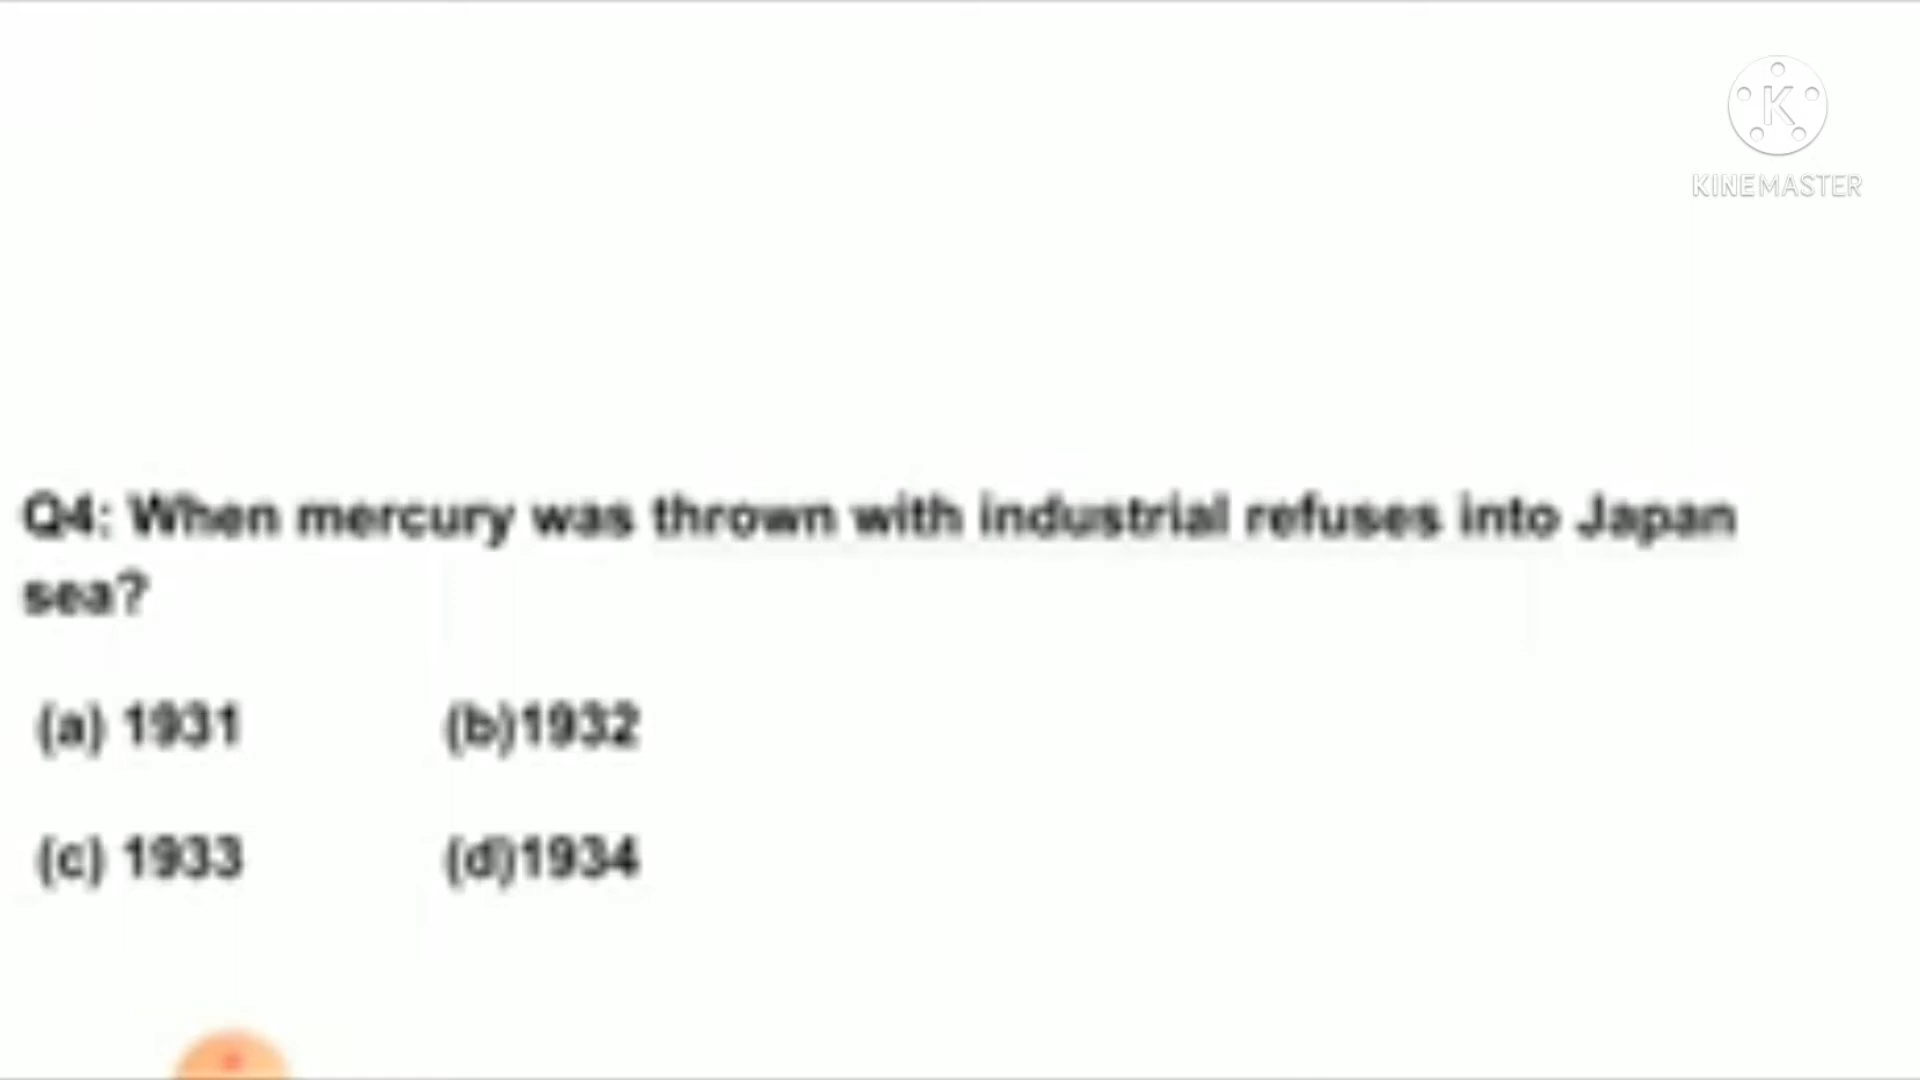 KINEMASTER
Q4: When mercury was thrown with industrial refuses into Japan
sea?
(a) 1931 (b)1932
(c) 1933 (d)1934